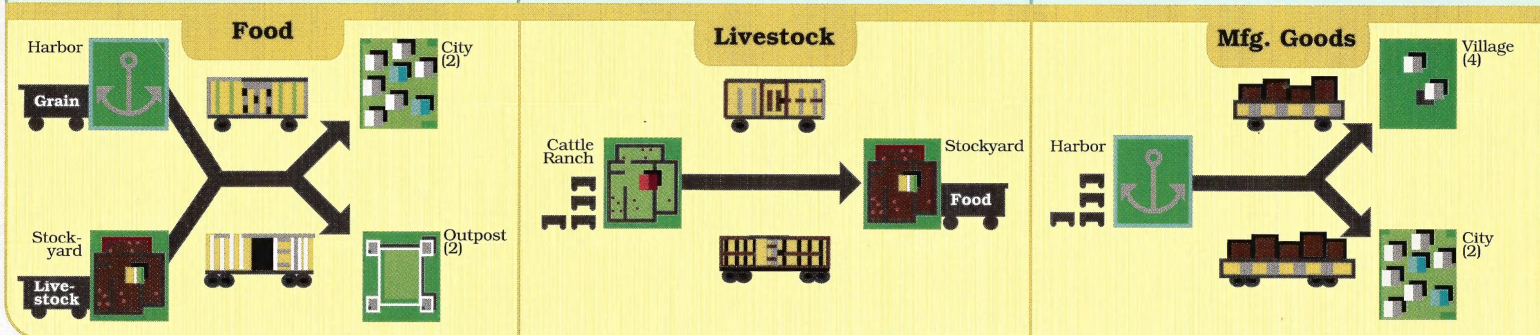 Food
Harbor
Grain
City
(2)
Stock-
yard
Live-
stock
Outpost
(2)
Livestock
Cattle
Ranch
Stockyard
Food
Mfg. Goods
Harbor
Village
(4)
City
(2)